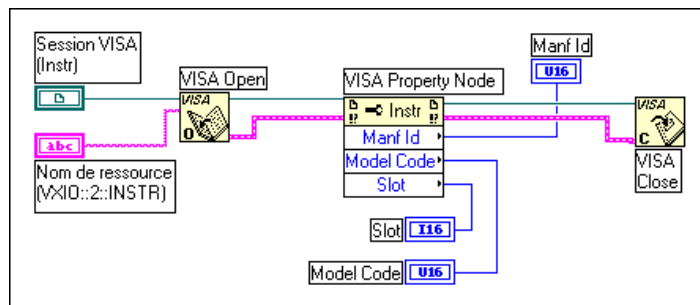 Session VISA
(Instr)
Manf Id
U16
VISA Open
VISA Property Node
VISA
O
!?
Instr
!?
VISA
C
abc
Manf Id
Model Code
Slot
Nom de ressource
(VXI0::2::INSTR)
VISA
Close
Slot
I16
Model Code
U16